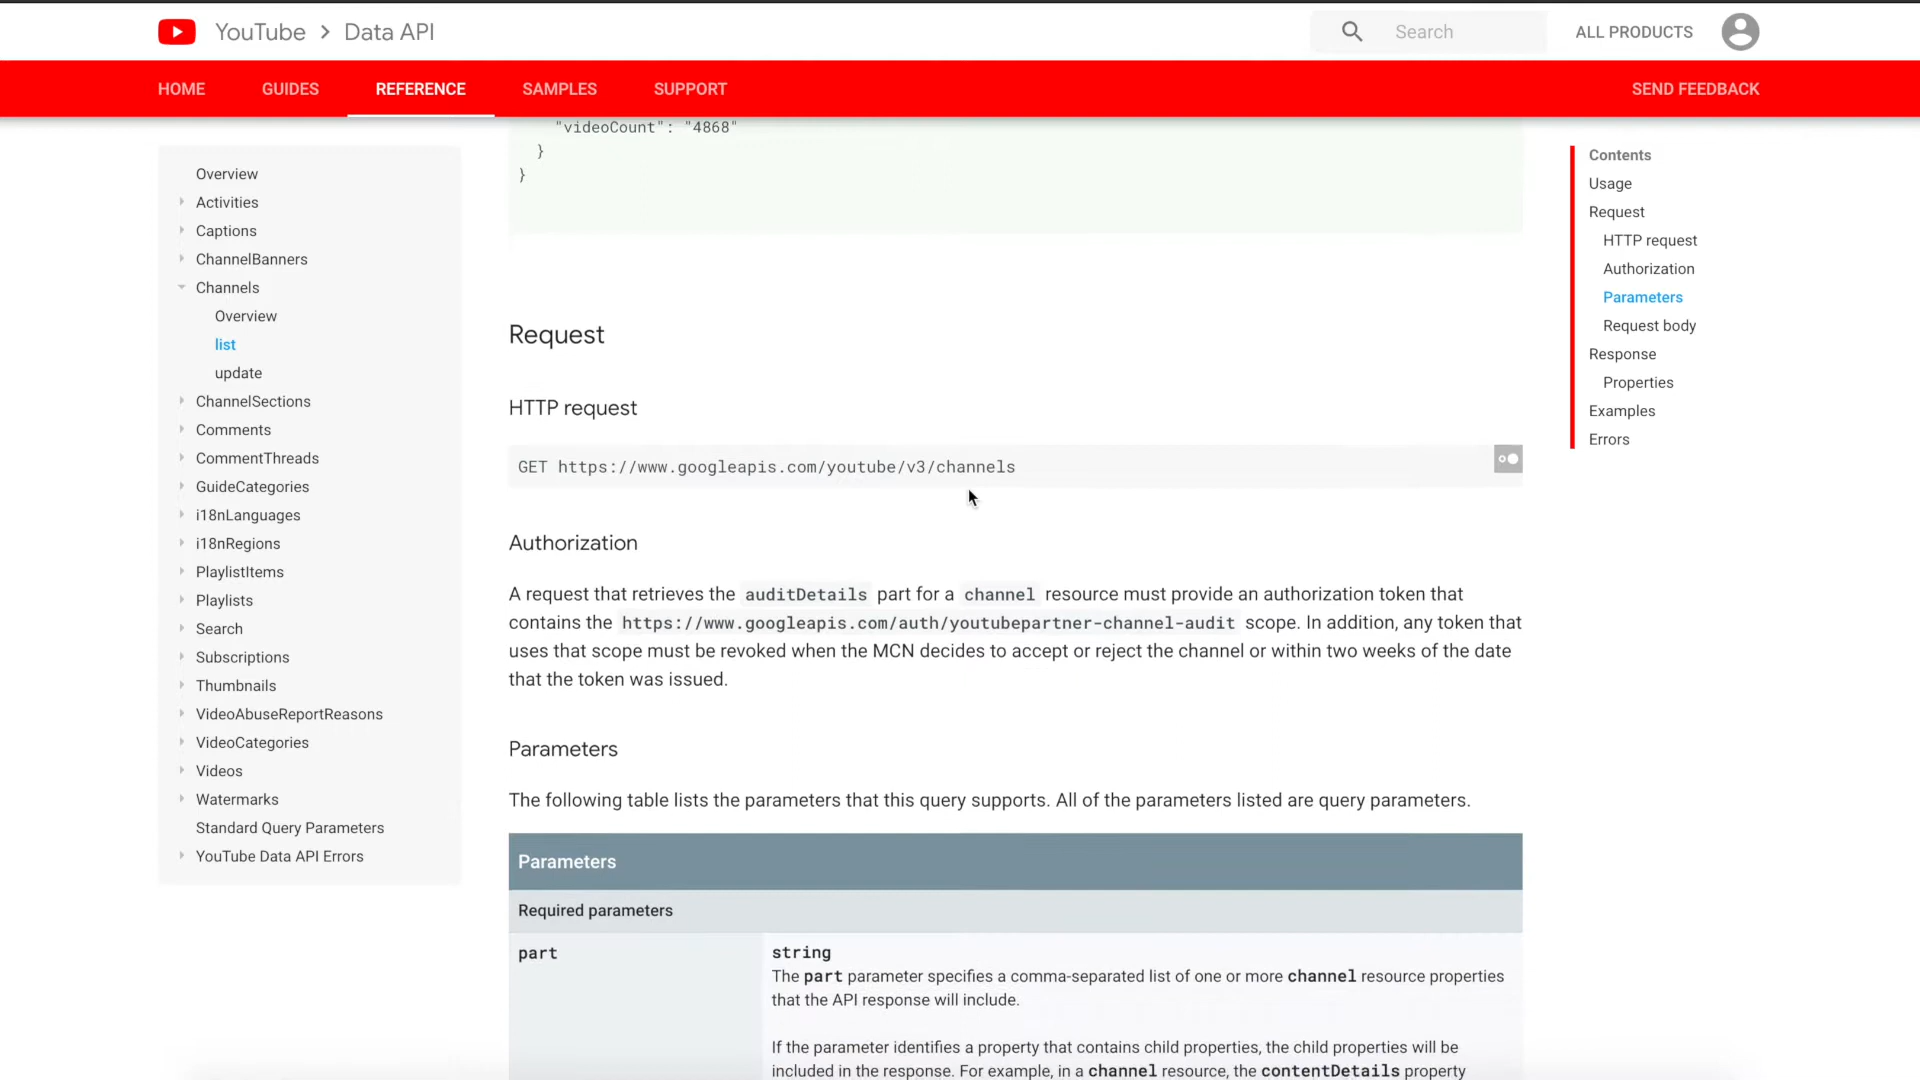 YouTube > Data API
Search
ALL PRODUCTS
HOME
GUIDES
REFERENCE
SAMPLES
SUPPORT
SEND FEEDBACK
Overview
Activities
Captions
ChannelBanners
Channels
Overview
list
update
ChannelSections
Comments
CommentThreads
GuideCategories
i18nLanguages
i18nRegions
PlaylistItems
Playlists
Search
Subscriptions
Thumbnails
VideoAbuseReportReasons
VideoCategories
Videos
Watermarks
Standard Query Parameters
YouTube Data API Errors
"videoCount": "4868"
}
}
Request
HTTP request
GET https://www.googleapis.com/youtube/v3/channels
Authorization
A request that retrieves the auditDetails part for a channel resource must provide an authorization token that
contains the https://www.googleapis.com/auth/youtubepartner-channel-audit scope. In addition, any token that
uses that scope must be revoked when the MCN decides to accept or reject the channel or within two weeks of the date
that the token was issued.
Parameters
The following table lists the parameters that this query supports. All of the parameters listed are query parameters.
Parameters
Required parameters
part
string
The part parameter specifies a comma-separated list of one or more channel resource properties
that the API response will include.
If the parameter identifies a property that contains child properties, the child properties will be
included in the response. For example, in a channel resource, the contentDetails property
Contents
Usage
Request
HTTP request
Authorization
Parameters
Request body
Response
Properties
Examples
Errors